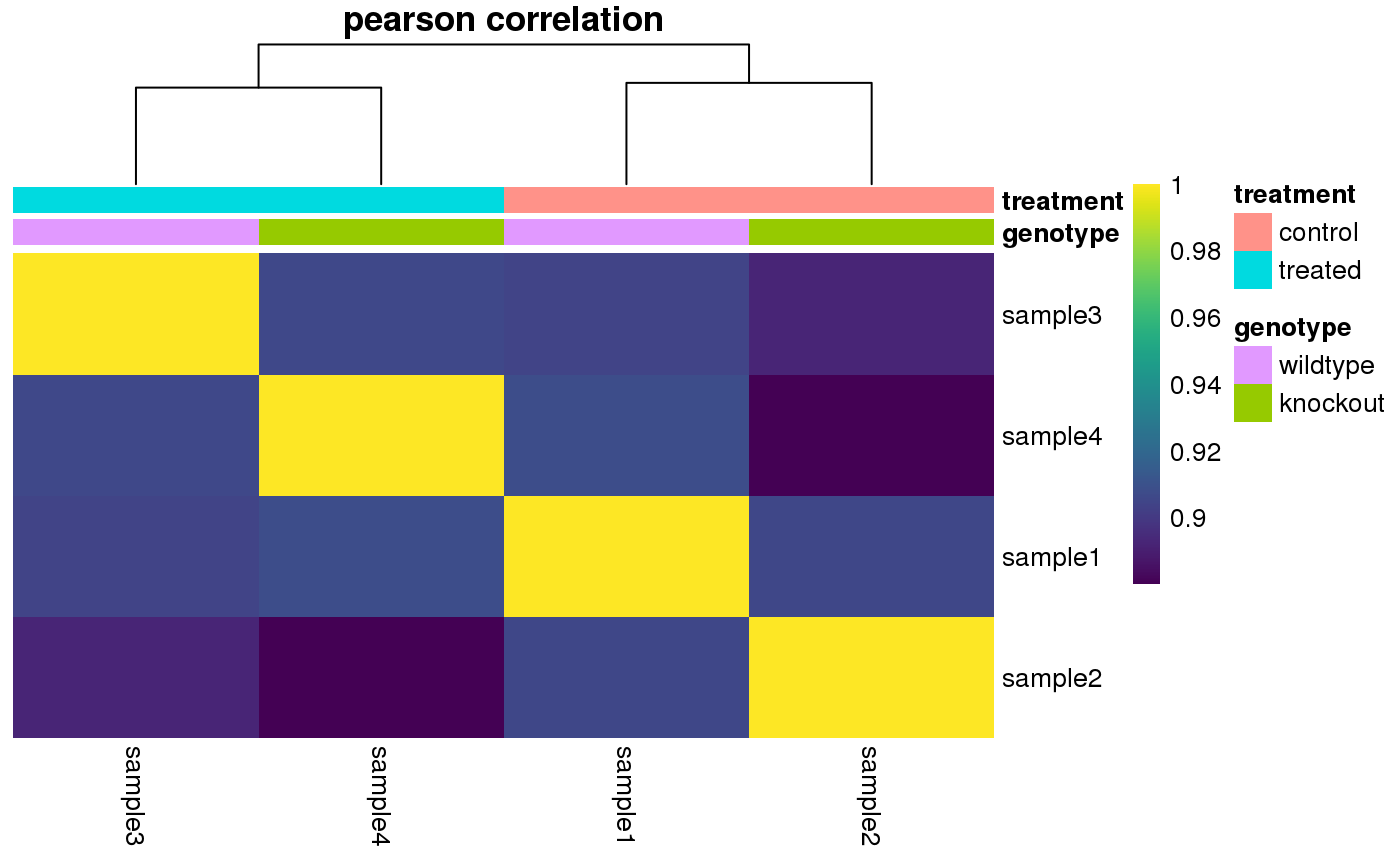 pearson correlation
treatment
genotype
sample3
sample4
sample1
sample2
sample3
sample4
sample1
sample2
1
0.98
0.96
0.94
0.92
0.9
treatment
control
treated
genotype
wildtype
knockout